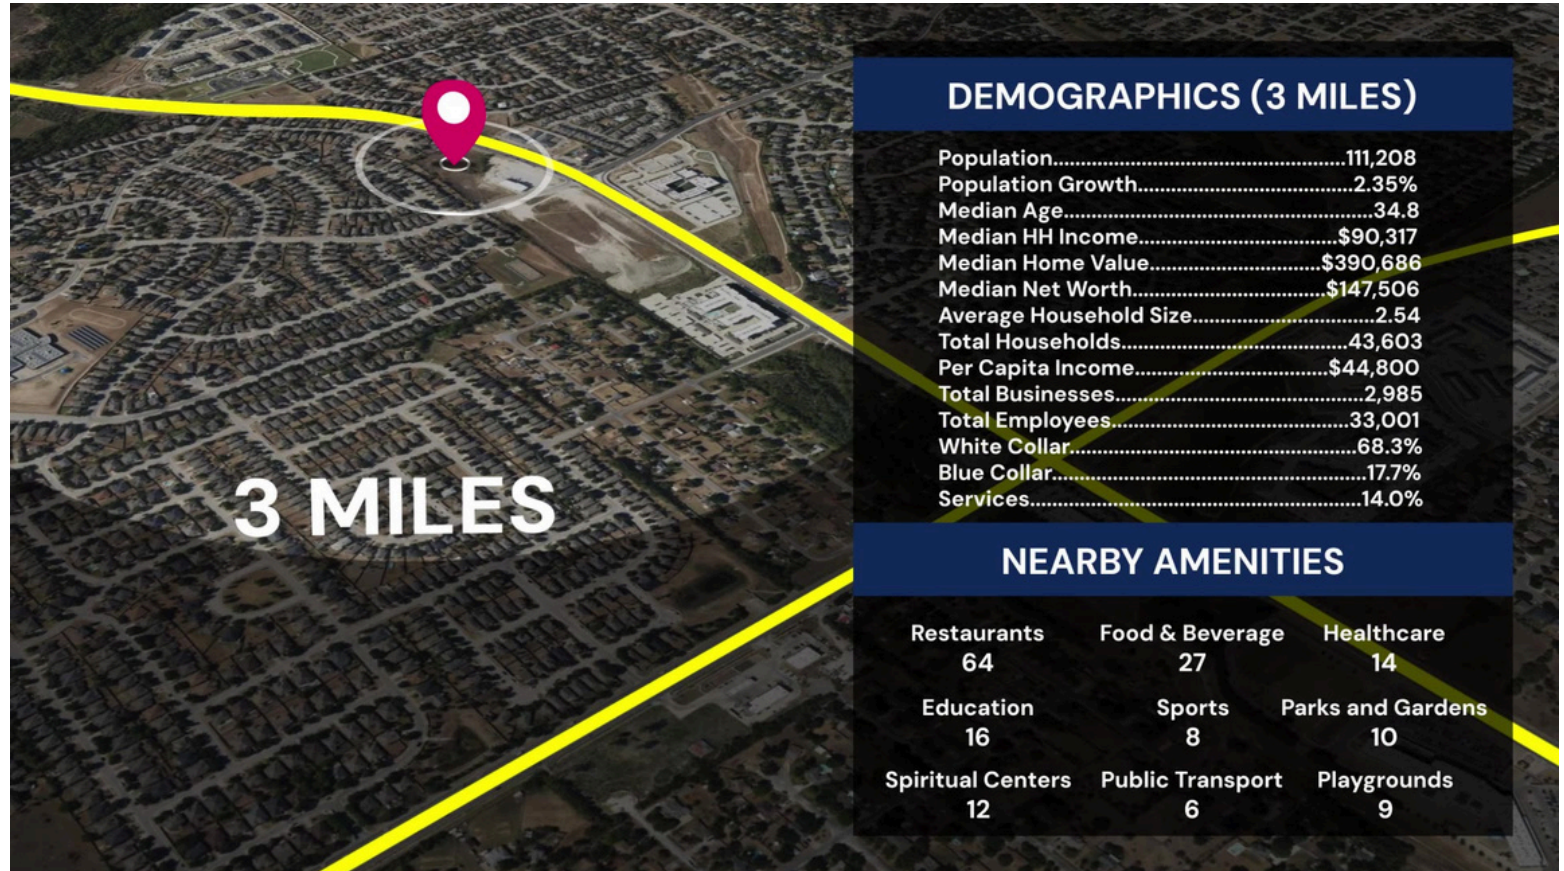 DEMOGRAPHICS (3 MILES)
Population....................................................111,208
Population Growth.......................................2.35%
Median Age........................................................34.8
Median HH Income....................................$90,317
Median Home Value...............................$390,686
Median Net Worth...................................$147,506
Average Household Size.................................2.54
Total Households.........................................43,603
Per Capita Income...................................$44,800
Total Businesses.............................................2,985
Total Employees...........................................33,001
White Collar....................................................68.3%
Blue Collar.........................................................17.7%
Services............................................................14.0%
3 MILES
NEARBY AMENITIES
Restaurants Food & Beverage Healthcare
64 27 14
Education Sports Parks and Gardens
16 8 10
Spiritual Centers Public Transport Playgrounds
12 6 9